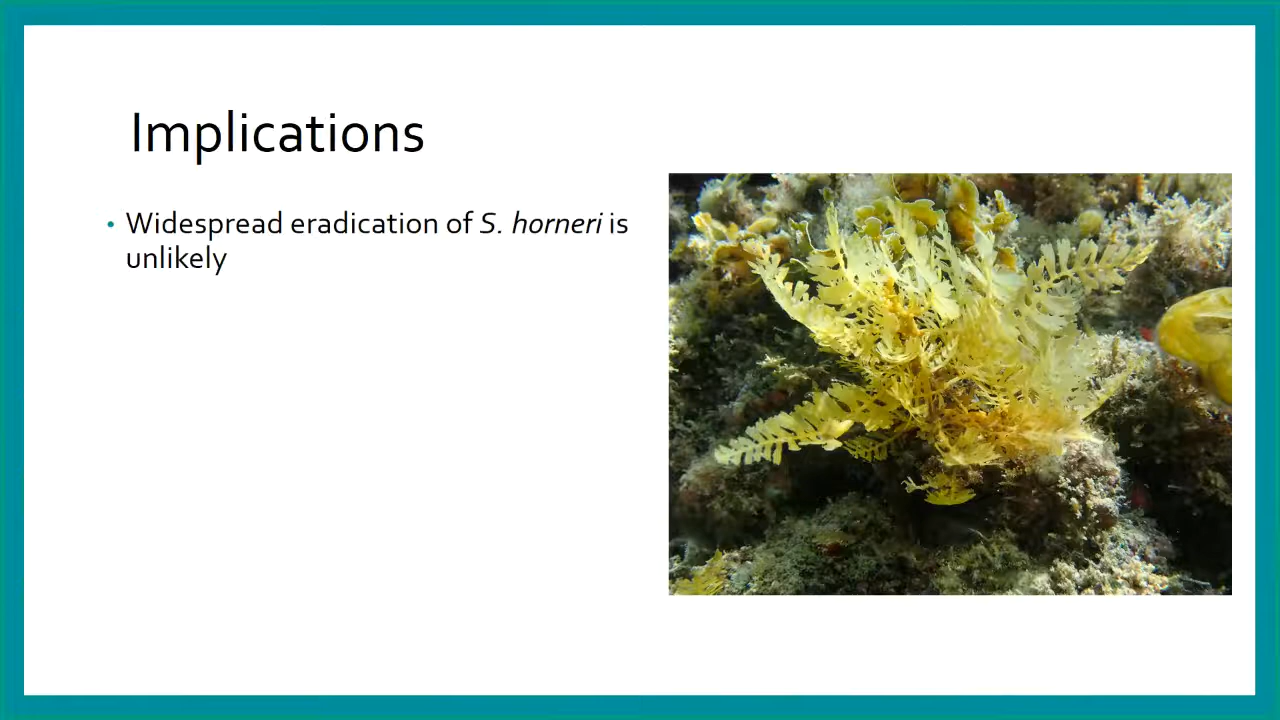 Implications
• Widespread eradication of S. horneri is
unlikely